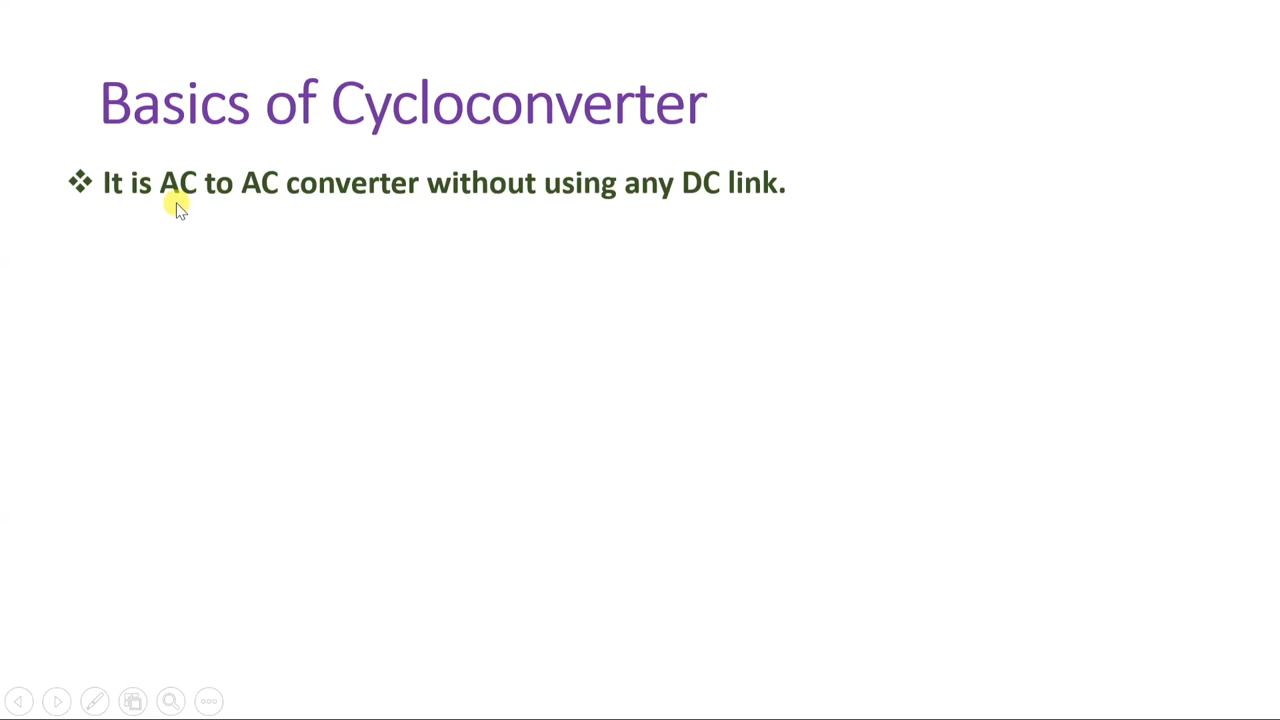 Basics of Cycloconverter
❖ It is AC to AC converter without using any DC link.